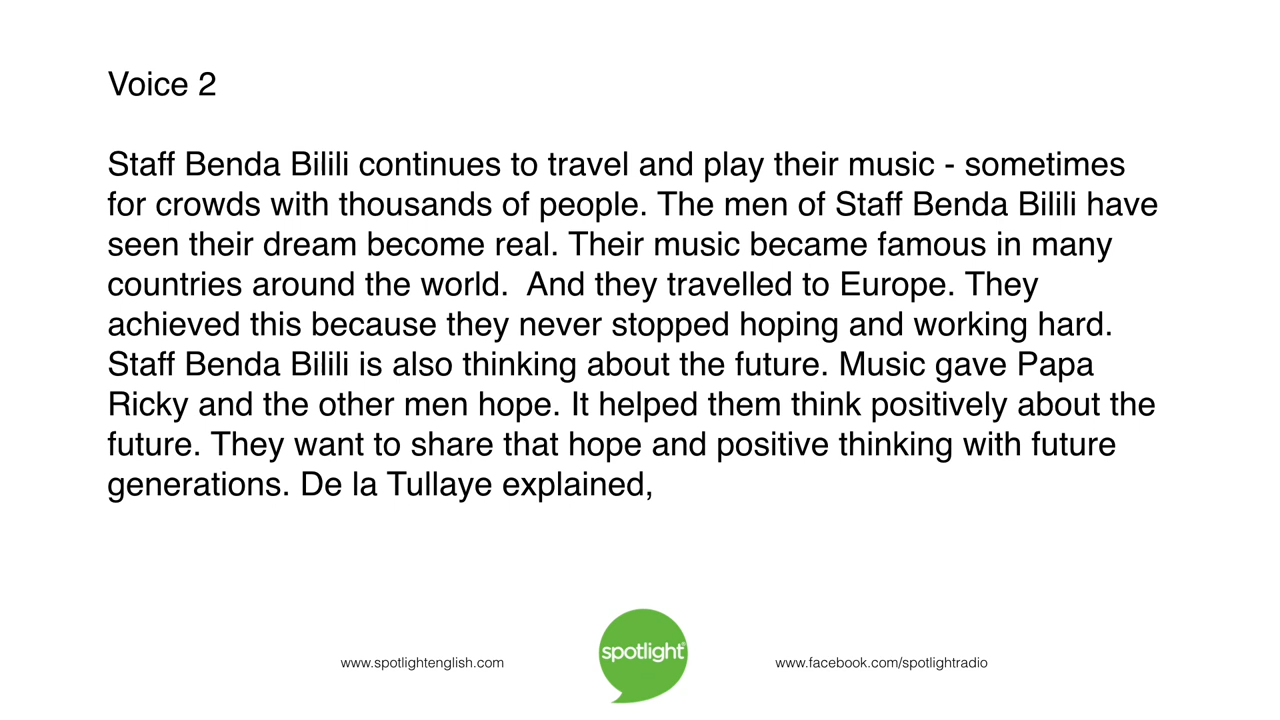 Voice 2
Staff Benda Bilili continues to travel and play their music - sometimes
for crowds with thousands of people. The men of Staff Benda Bilili have
seen their dream become real. Their music became famous in many
countries around the world.  And they travelled to Europe. They
achieved this because they never stopped hoping and working hard.
Staff Benda Bilili is also thinking about the future. Music gave Papa
Ricky and the other men hope. It helped them think positively about the
future. They want to share that hope and positive thinking with future
generations. De la Tullaye explained,
www.spotlightenglish.com
spotlight®
www.facebook.com/spotlightradio